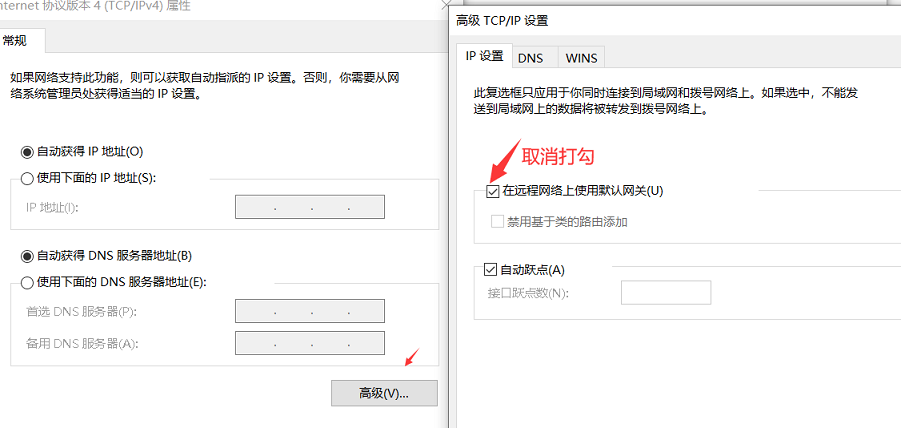 nternet 协议版本 4 (TCP/IPv4) 属性
常规
如果网络支持此功能，则可以获取自动指派的 IP 设置。否则，你需要从网
络系统管理员处获得适当的 IP 设置。
自动获得 IP 地址(O)
使用下面的 IP 地址(S):
IP 地址(I):
自动获得 DNS 服务器地址(B)
使用下面的 DNS 服务器地址(E):
首选 DNS 服务器(P):
备用 DNS 服务器(A):
高级(V)...
高级 TCP/IP 设置
IP 设置
DNS
WINS
此复选框只应用于你同时连接到局域网和拨号网络上。如果选中，不能发
送到局域网上的数据将被转发到拨号网络上。
取消打勾
在远程网络上使用默认网关(U)
禁用基于类的路由添加
自动跃点(A)
接口跃点数(N):